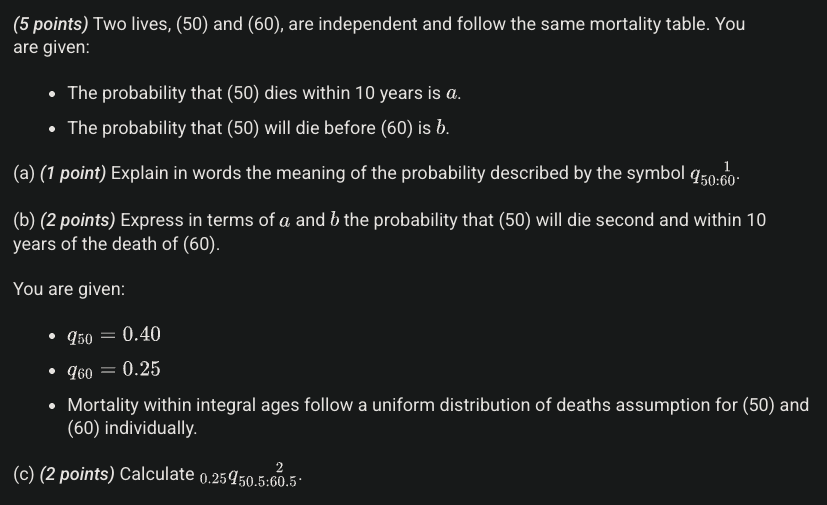 (5 points) Two lives, (50) and (60), are independent and follow the same mortality table. You
are given:
• The probability that (50) dies within 10 years is a.
• The probability that (50) will die before (60) is b.
(a) (1 point) Explain in words the meaning of the probability described by the symbol $q_{50:\overset{1}{60}}$.
(b) (2 points) Express in terms of a and b the probability that (50) will die second and within 10
years of the death of (60).
You are given:
• $q_{50} = 0.40$
• $q_{60} = 0.25$
• Mortality within integral ages follow a uniform distribution of deaths assumption for (50) and
(60) individually.
(c) (2 points) Calculate ${}_{0.25}q_{50.5:\overset{2}{60.5}}$.